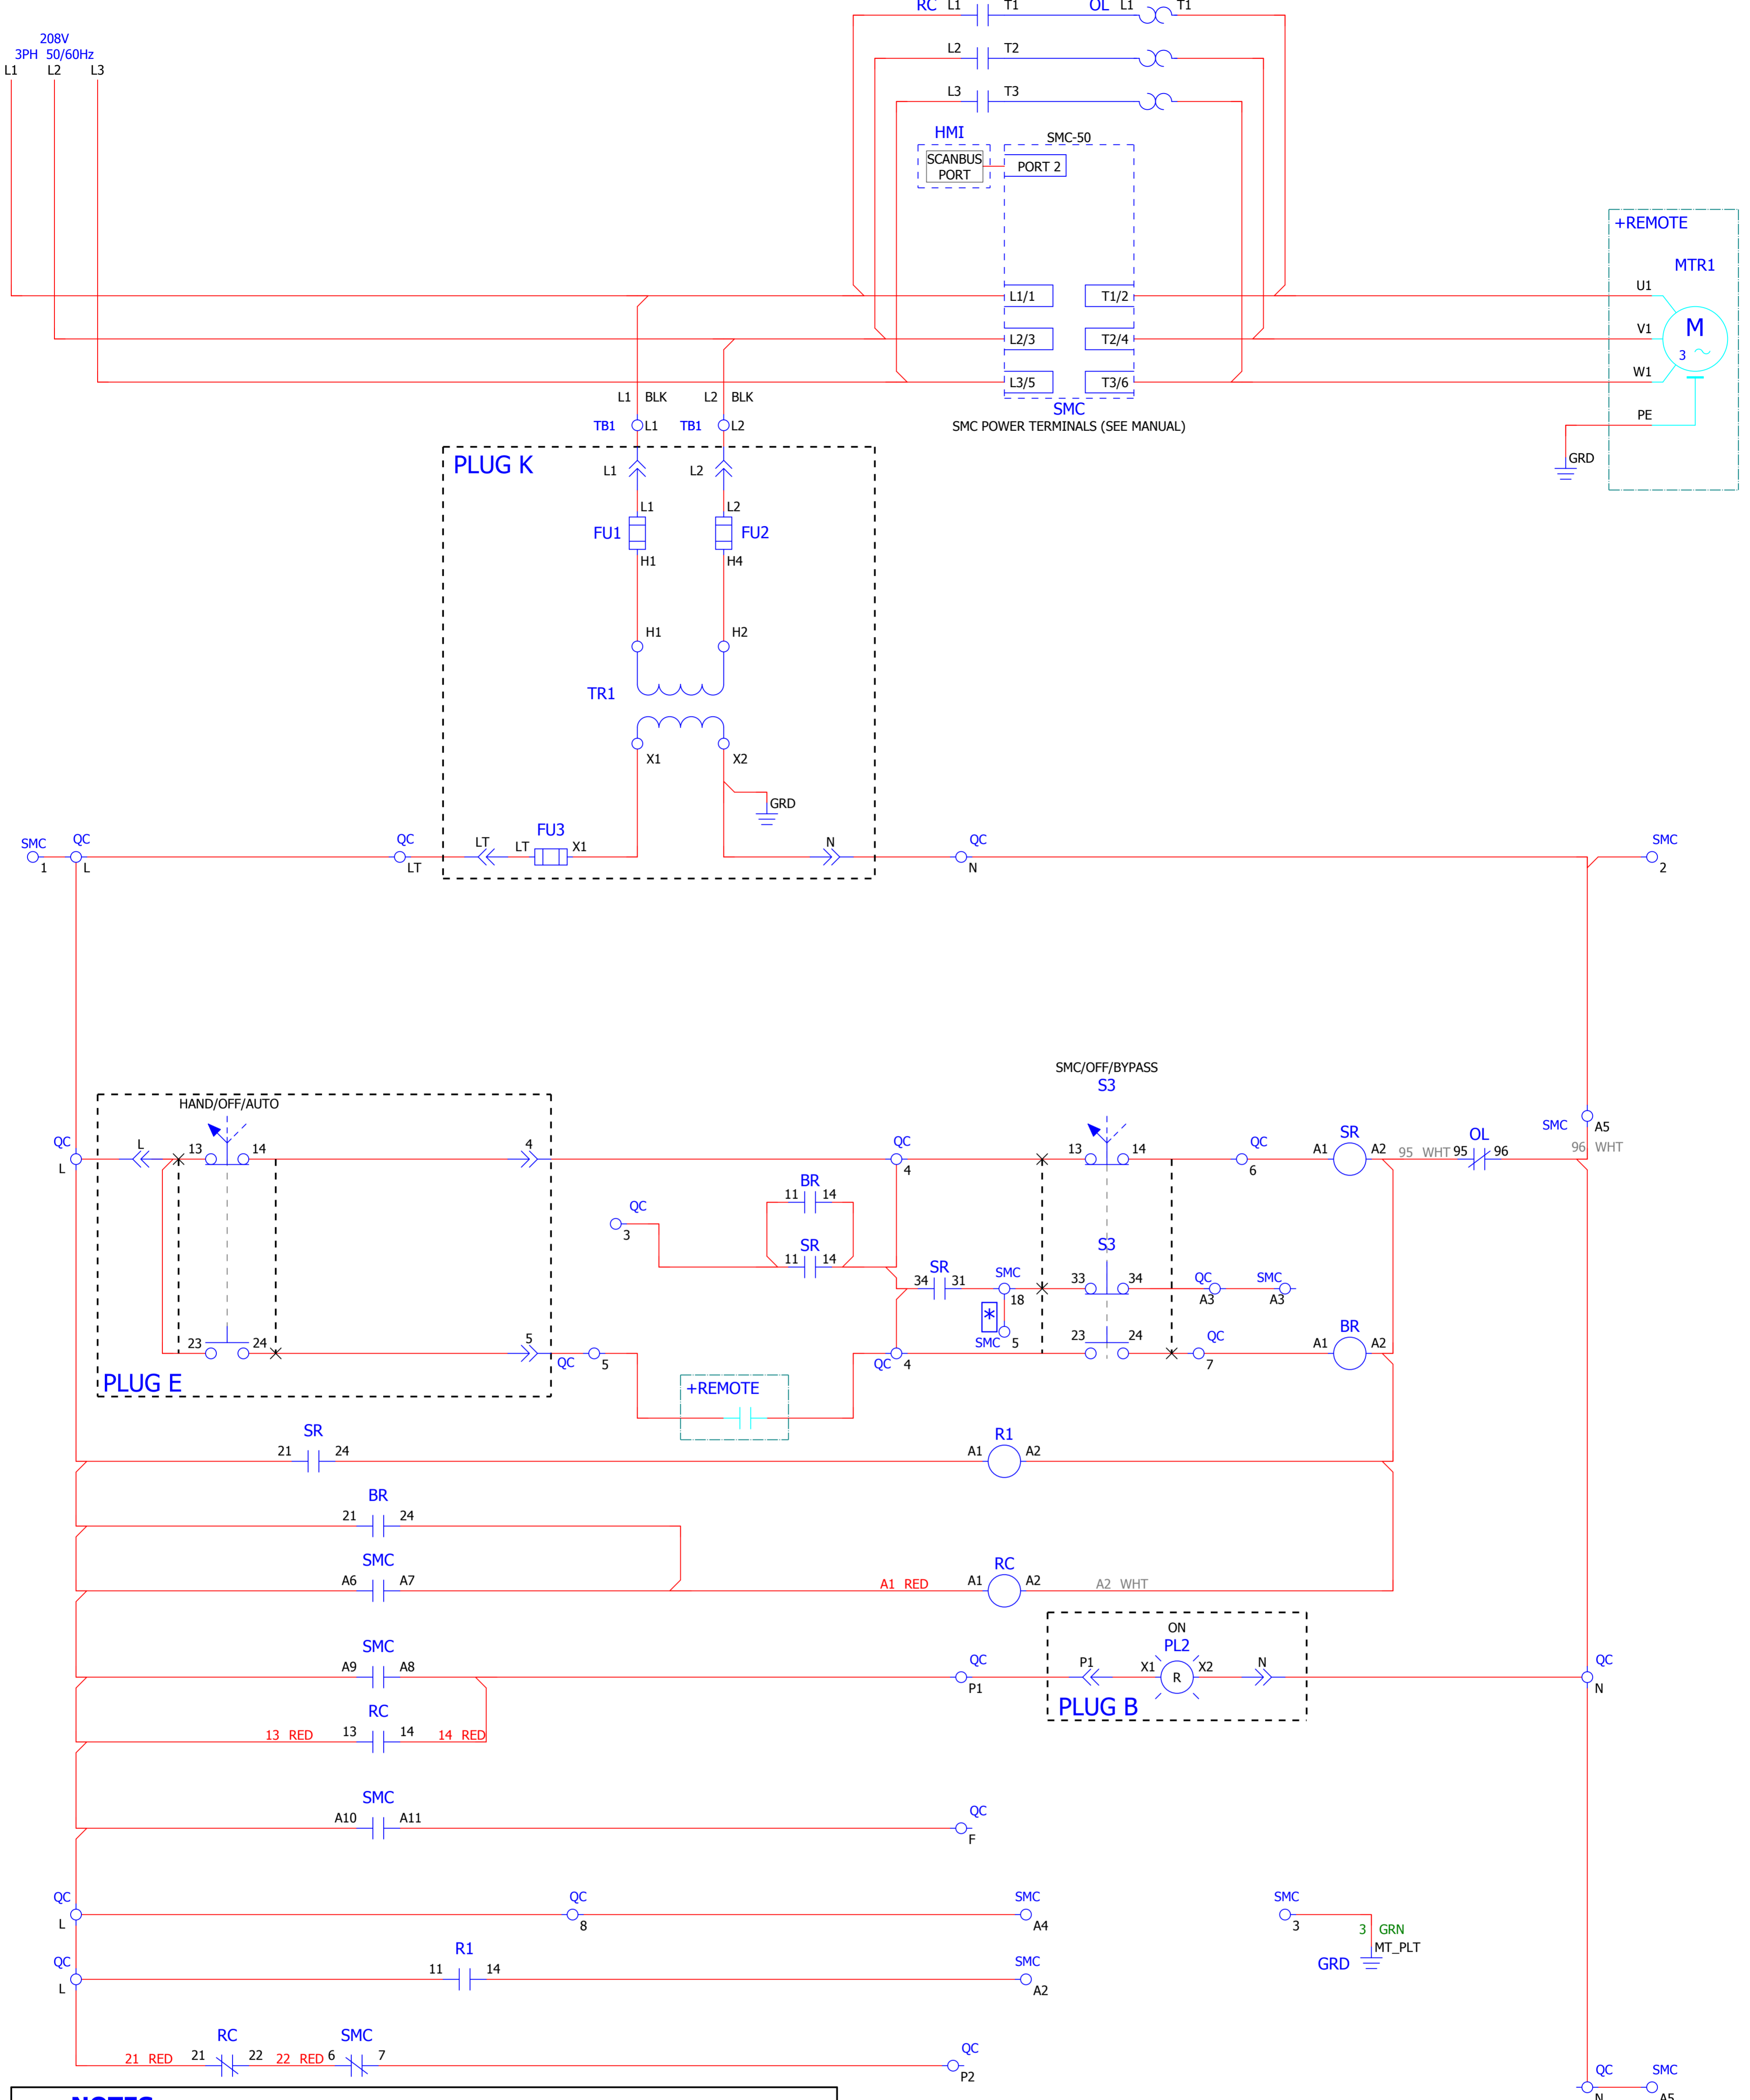 RC L1 T1 OL L1 T1
208V
3PH 50/60Hz
L1 L2 L3
L2 T2
L3 T3
HMI
SMC-50
SCANBUS
PORT
PORT 2
+REMOTE
MTR1
U1
L1/1 T1/2
V1
M
3
L2/3 T2/4
W1
L3/5 T3/6
L1 BLK L2 BLK
SMC
PE
TB1 L1 TB1 L2
SMC POWER TERMINALS (SEE MANUAL)
GRD
PLUG K
L1 L2
L1 L2
FU1 FU2
H1 H4
H1 H2
TR1
X1 X2
GRD
SMC QC QC LT LT FU3 X1 N QC SMC
1 L LT N 2
SMC/OFF/BYPASS
S3
HAND/OFF/AUTO
SMC A5
QC L 13 14 4 QC 13 14 QC SR OL
L 4 6 A1 A2 95 WHT 95 96 96 WHT
BR
11 14
QC
3
SR
11 14
S3
SR
34 31 SMC 33 34 QC SMC
18 A3 A3
*
SMC 5
23 24 5 23 24 QC BR
QC 5 QC 4 7 A1 A2
PLUG E
+REMOTE
SR
21 24
R1
A1 A2
BR
21 24
SMC
A6 A7
RC
A1 RED A1 A2 A2 WHT
ON
SMC
A9 A8
QC
P1
PL2
P1 X1 R X2 N
QC
N
PLUG B
RC
13 RED 13 14 14 RED
SMC
A10 A11
QC
F
QC QC SMC SMC
L 8 A4 3
3 GRN
MT_PLT
GRD
QC R1 SMC
L 11 14 A2
RC SMC
21 RED 21 22 22 RED 6 7
QC
P2
QC SMC
N A5
NOTES